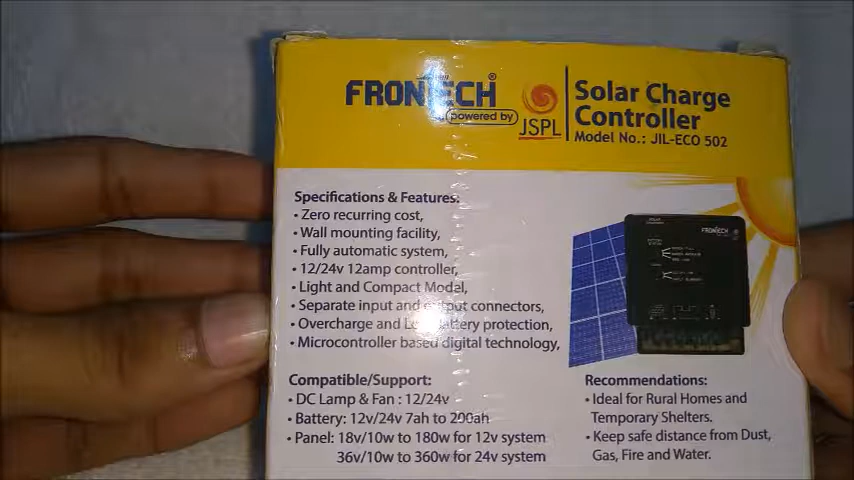 FRONTECH® Solar Charge
powered by JSPL Controller
Model No.: JIL-ECO 502
Specifications & Features:
• Zero recurring cost,
• Wall mounting facility,
• Fully automatic system,
• 12/24v 12amp controller,
• Light and Compact Model,
• Separate input and output connectors,
• Overcharge and Low battery protection,
• Microcontroller based digital technology,
FRONTECH
Compatible/Support:
• DC Lamp & Fan : 12/24v
• Battery: 12v/24v 7ah to 200ah
• Panel: 18v/10w to 180w for 12v system
36v/10w to 360w for 24v system
Recommendations:
• Ideal for Rural Homes and
Temporary Shelters.
• Keep safe distance from Dust,
Gas, Fire and Water.